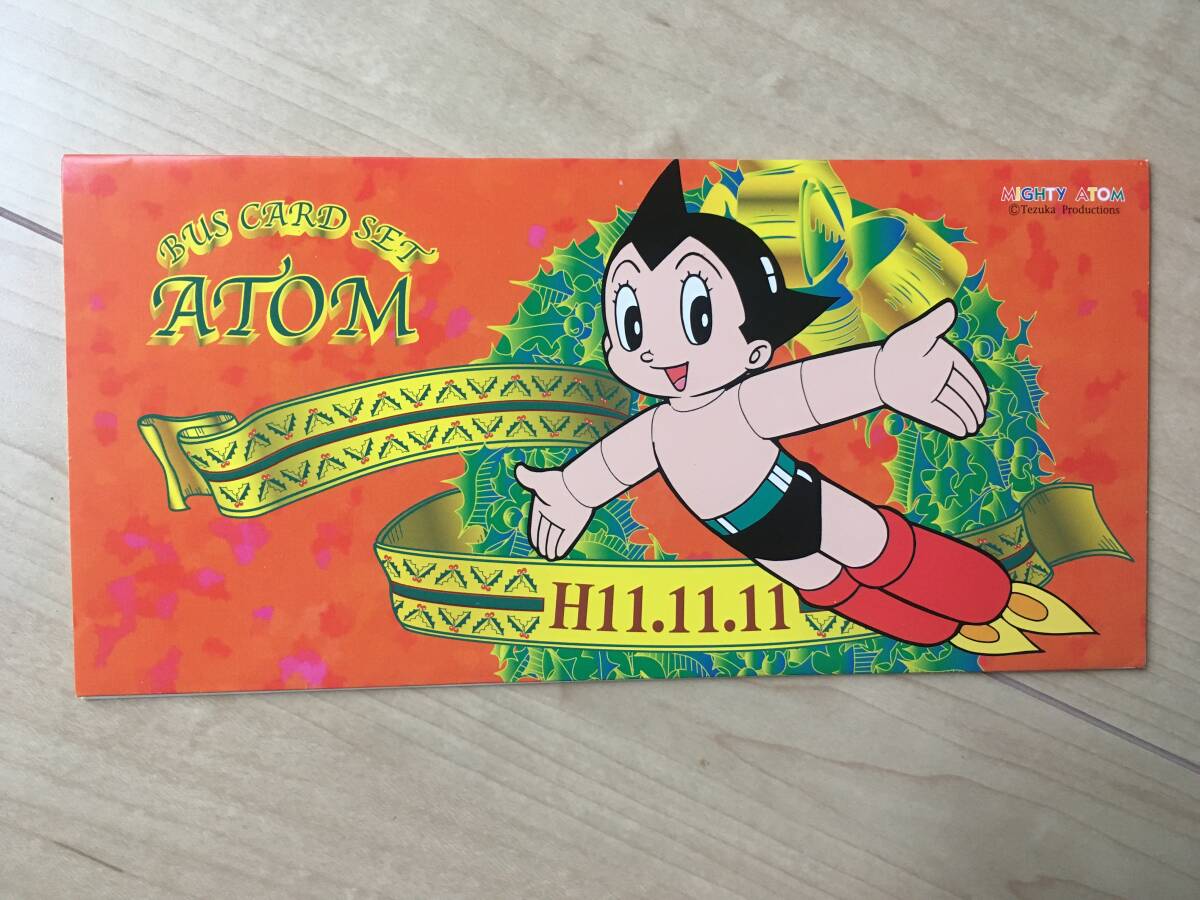 BUS CARD SET
ATOM
MIGHTY ATOM
©Tezuka Productions
H11.11.11